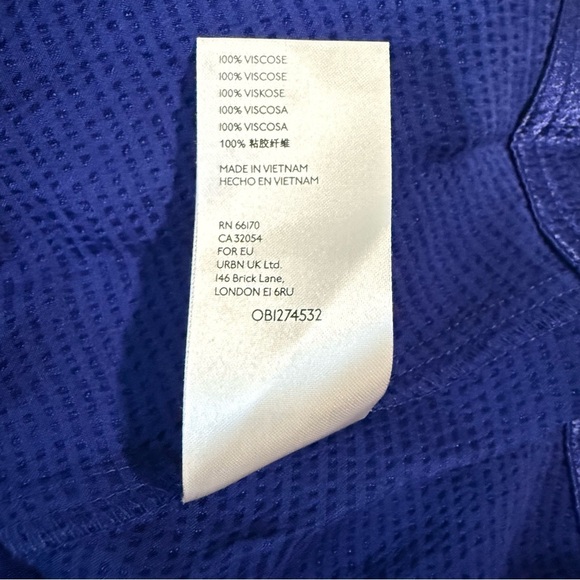 100% VISCOSE
100% VISCOSE
100% VISKOSE
100% VISCOSA
100% VISCOSA
100% 粘胶纤维
MADE IN VIETNAM
HECHO EN VIETNAM
RN 66170
CA 32054
FOR EU
URBN UK Ltd.
146 Brick Lane,
LONDON E1 6RU
OB1274532